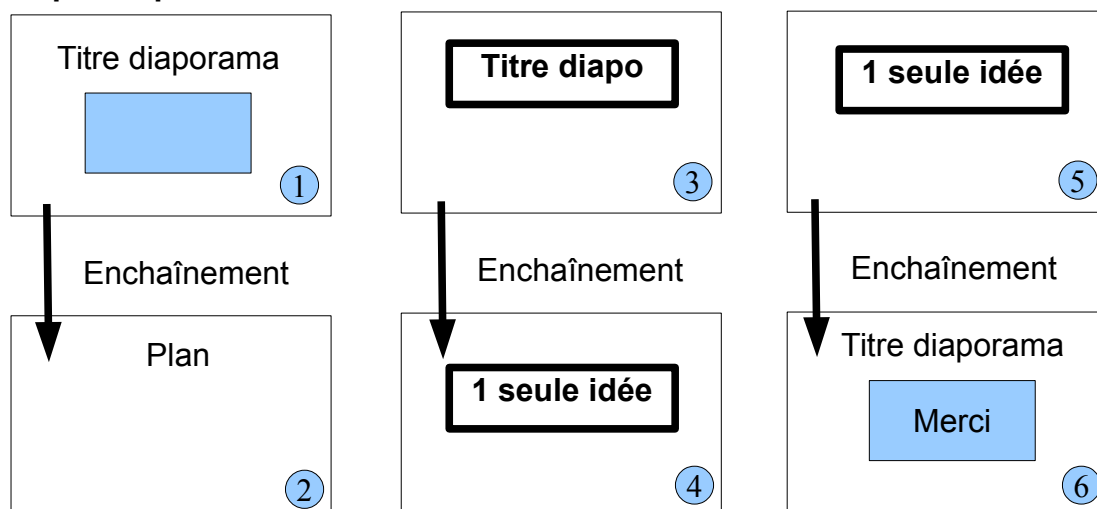 Titre diaporama
1
Enchaînement
Plan
2
Titre diapo
3
Enchaînement
1 seule idée
4
1 seule idée
5
Enchaînement
Titre diaporama
Merci
6